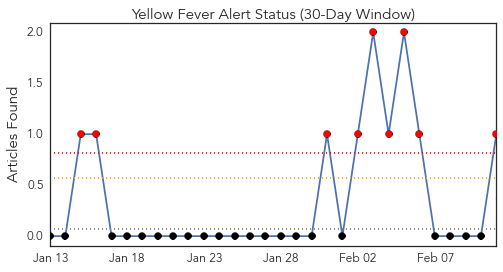 Yellow Fever Alert Status (30-Day Window)
Articles Found
2.0
1.5
1.0
0.5
0.0
Jan 13 Jan 18 Jan 23 Jan 28 Feb 02 Feb 07